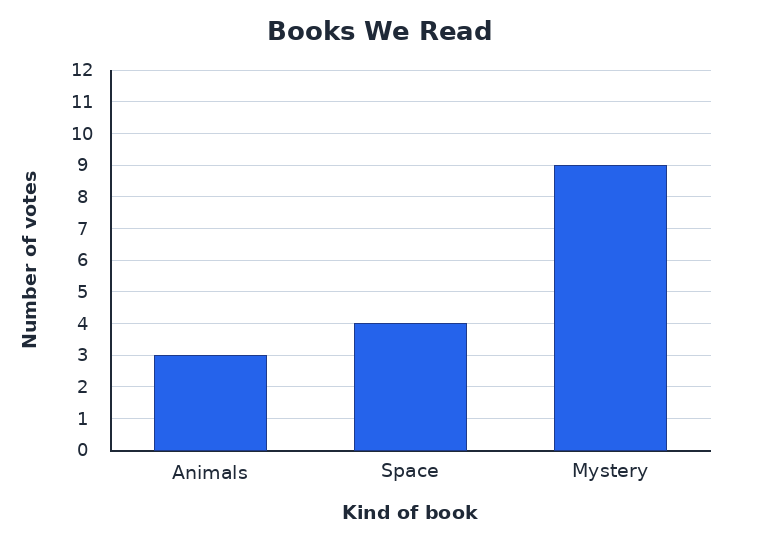 Books We Read
Number of votes
12
11
10
9
8
7
6
5
4
3
2
1
0
Animals
Space
Mystery
Kind of book